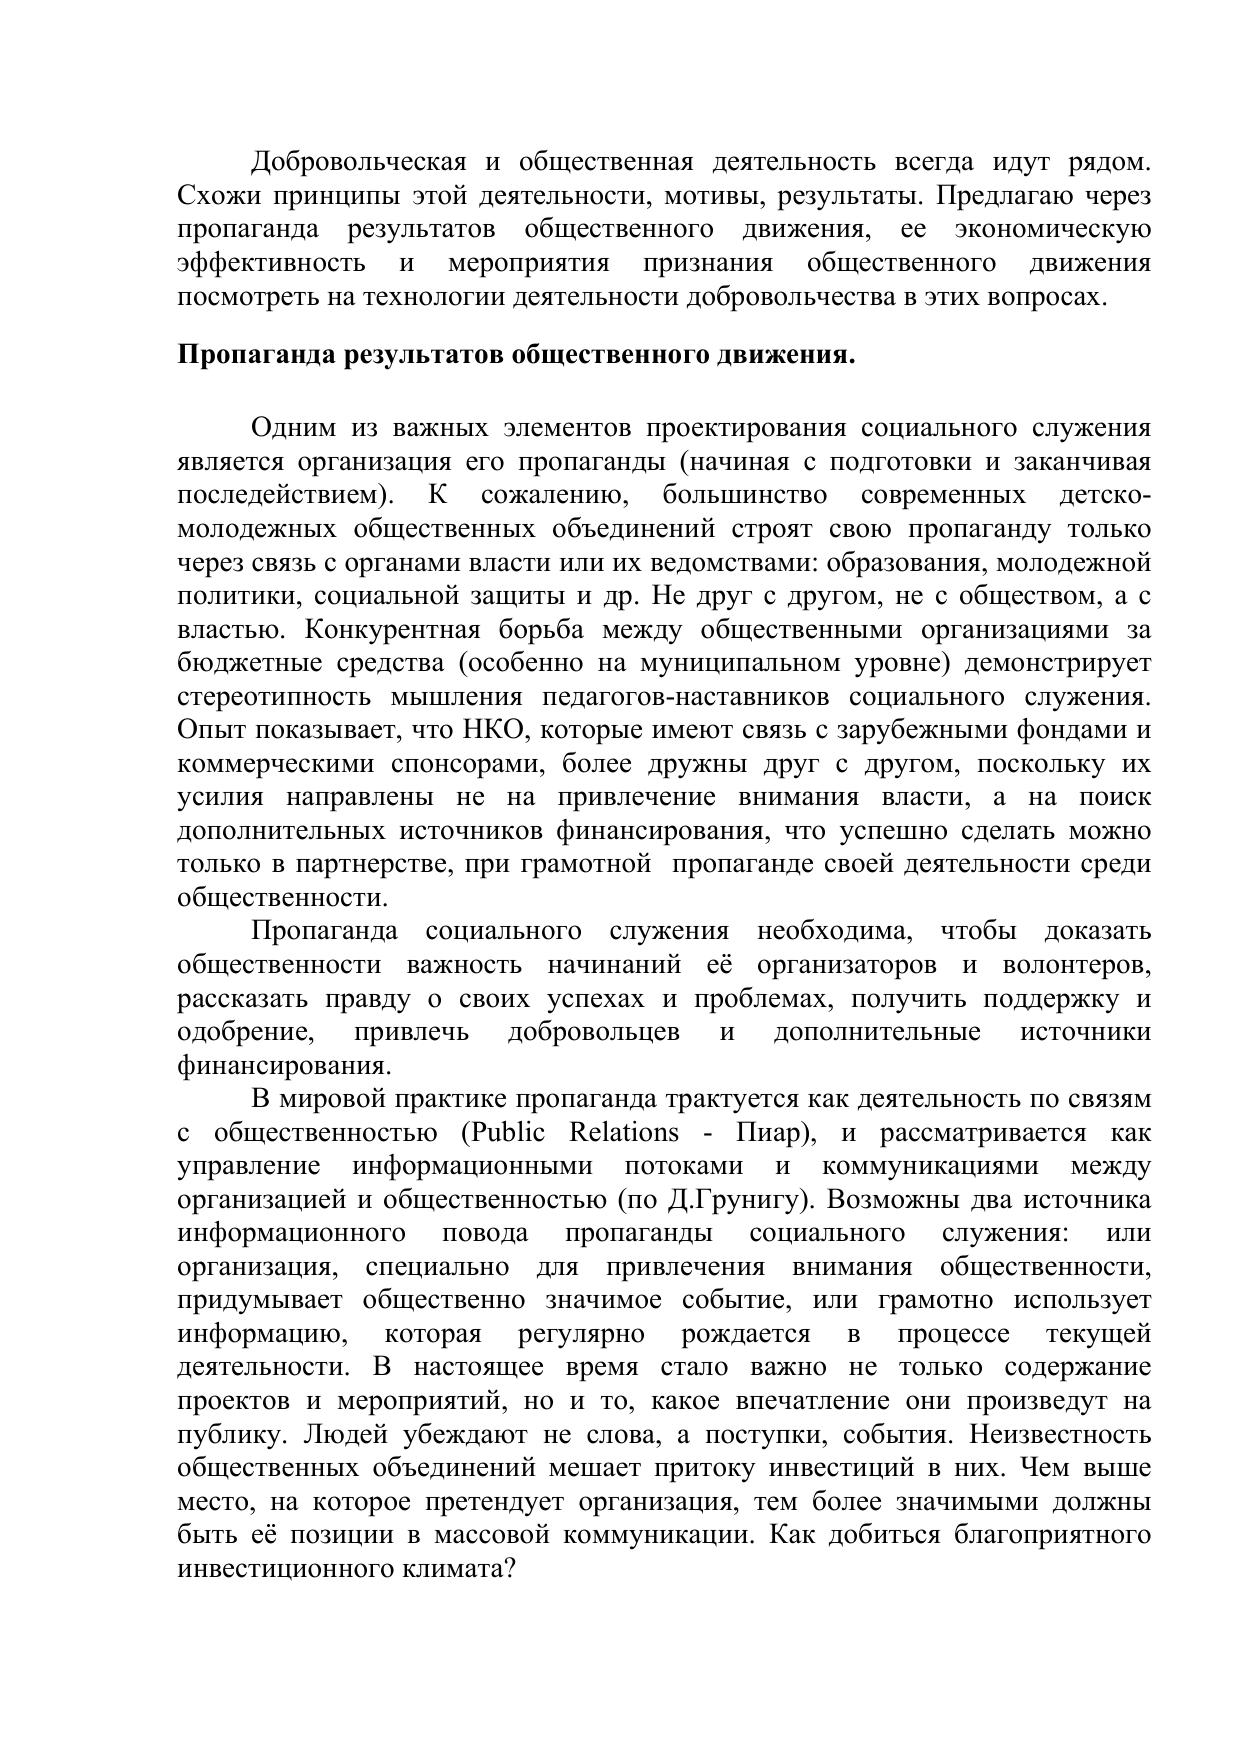 Добровольческая и общественная деятельность всегда идут рядом.
Схожи принципы этой деятельности, мотивы, результаты. Предлагаю через
пропаганда результатов общественного движения, ее экономическую
эффективность и мероприятия признания общественного движения
посмотреть на технологии деятельности добровольчества в этих вопросах.
Пропаганда результатов общественного движения.
Одним из важных элементов проектирования социального служения
является организация его пропаганды (начиная с подготовки и заканчивая
последействием). К сожалению, большинство современных детско-
молодежных общественных объединений строят свою пропаганду только
через связь с органами власти или их ведомствами: образования, молодежной
политики, социальной защиты и др. Не друг с другом, не с обществом, а с
властью. Конкурентная борьба между общественными организациями за
бюджетные средства (особенно на муниципальном уровне) демонстрирует
стереотипность мышления педагогов-наставников социального служения.
Опыт показывает, что НКО, которые имеют связь с зарубежными фондами и
коммерческими спонсорами, более дружны друг с другом, поскольку их
усилия направлены не на привлечение внимания власти, а на поиск
дополнительных источников финансирования, что успешно сделать можно
только в партнерстве, при грамотной  пропаганде своей деятельности среди
общественности.
Пропаганда социального служения необходима, чтобы доказать
общественности важность начинаний её организаторов и волонтеров,
рассказать правду о своих успехах и проблемах, получить поддержку и
одобрение, привлечь добровольцев и дополнительные источники
финансирования.
В мировой практике пропаганда трактуется как деятельность по связям
с общественностью (Public Relations - Пиар), и рассматривается как
управление информационными потоками и коммуникациями между
организацией и общественностью (по Д.Грунигу). Возможны два источника
информационного повода пропаганды социального служения: или
организация, специально для привлечения внимания общественности,
придумывает общественно значимое событие, или грамотно использует
информацию, которая регулярно рождается в процессе текущей
деятельности. В настоящее время стало важно не только содержание
проектов и мероприятий, но и то, какое впечатление они произведут на
публику. Людей убеждают не слова, а поступки, события. Неизвестность
общественных объединений мешает притоку инвестиций в них. Чем выше
место, на которое претендует организация, тем более значимыми должны
быть её позиции в массовой коммуникации. Как добиться благоприятного
инвестиционного климата?